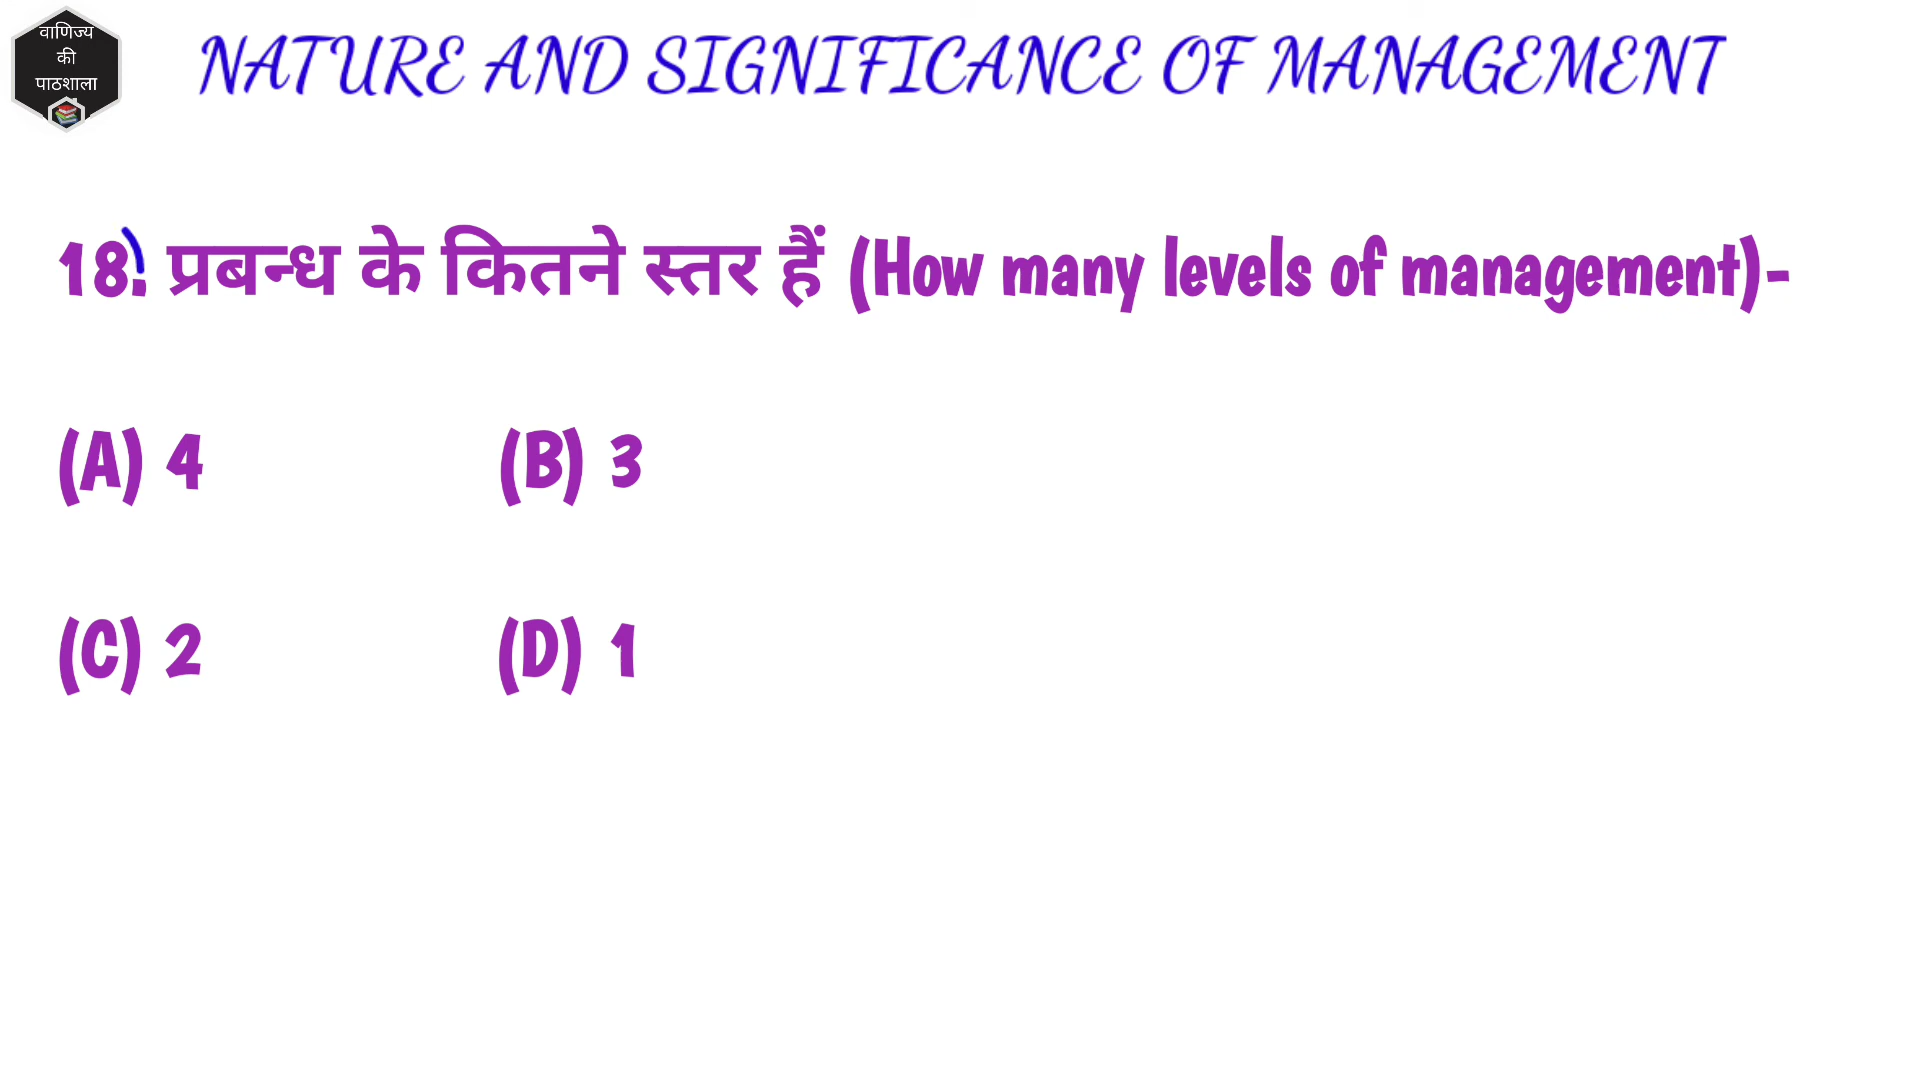 वाणिज्य
की
पाठशाला
NATURE AND SIGNIFICANCE OF MANAGEMENT
18. प्रबन्ध के कितने स्तर हैं (How many levels of management)-
(A) 4 (B) 3
(C) 2 (D) 1